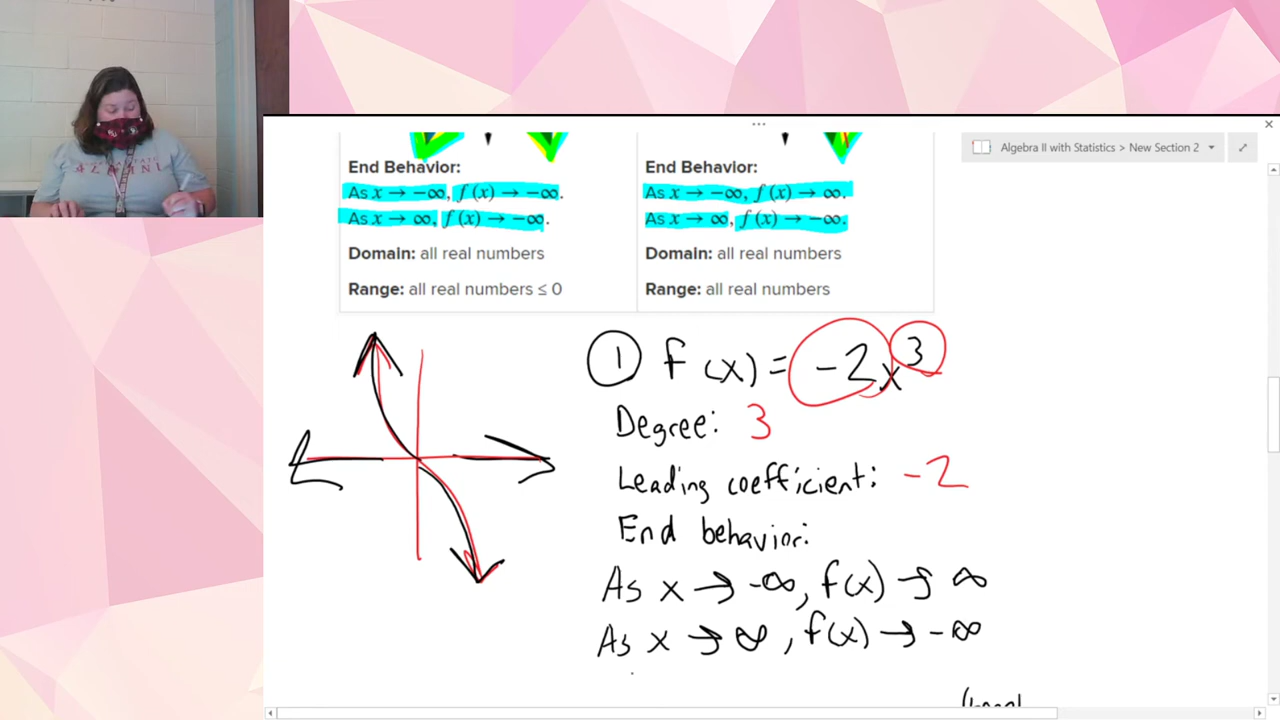 Algebra II with Statistics > New Section 2
End Behavior:
As x → −∞, f(x) → −∞.
As x → ∞, f(x) → −∞.
Domain: all real numbers
Range: all real numbers ≤ 0
End Behavior:
As x → −∞, f(x) → ∞.
As x → ∞, f(x) → −∞.
Domain: all real numbers
Range: all real numbers
① f(x) = -2x³
Degree: 3
Leading coefficient: -2
End behavior:
As x → -∞, f(x) → ∞
As x → ∞, f(x) → -∞